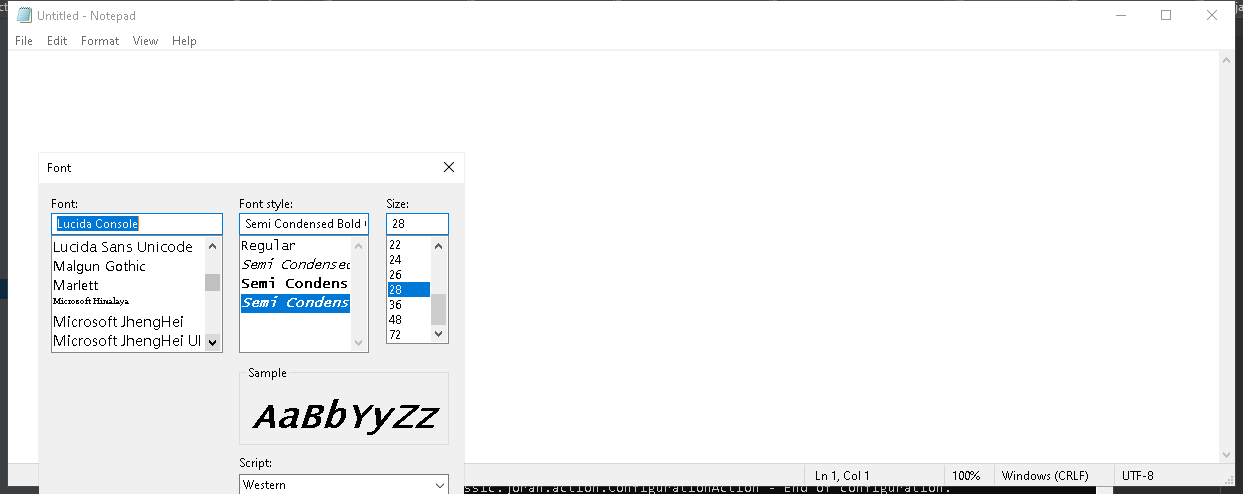 Untitled - Notepad
File Edit Format View Help
Font
Font: Font style: Size:
Lucida Console Semi Condensed Bold 28
Lucida Sans Unicode Regular 22
Malgun Gothic Semi Condensed 24
Marlett Semi Condens 26
Microsoft Himalaya Semi Condens 28
Microsoft JhengHei 36
Microsoft JhengHei UI 48
72
Sample
AaBbYyZz
Script:
Western
Ln 1, Col 1 100% Windows (CRLF) UTF-8
ssic.joran.action.ConfigurationAction - End of configuration.